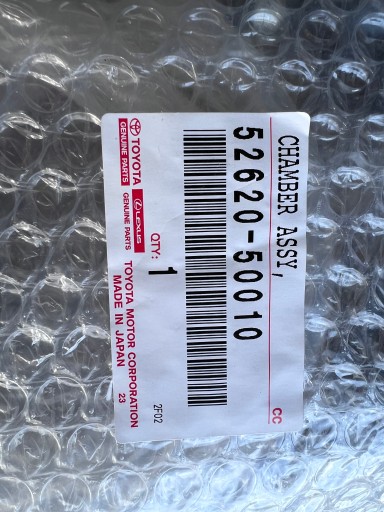 CHAMBER ASSY,
CC
52620-50010
QTY: 1
2F02
TOYOTA
GENUINE PARTS
LEXUS
GENUINE PARTS
TOYOTA MOTOR CORPORATION
MADE IN JAPAN 23